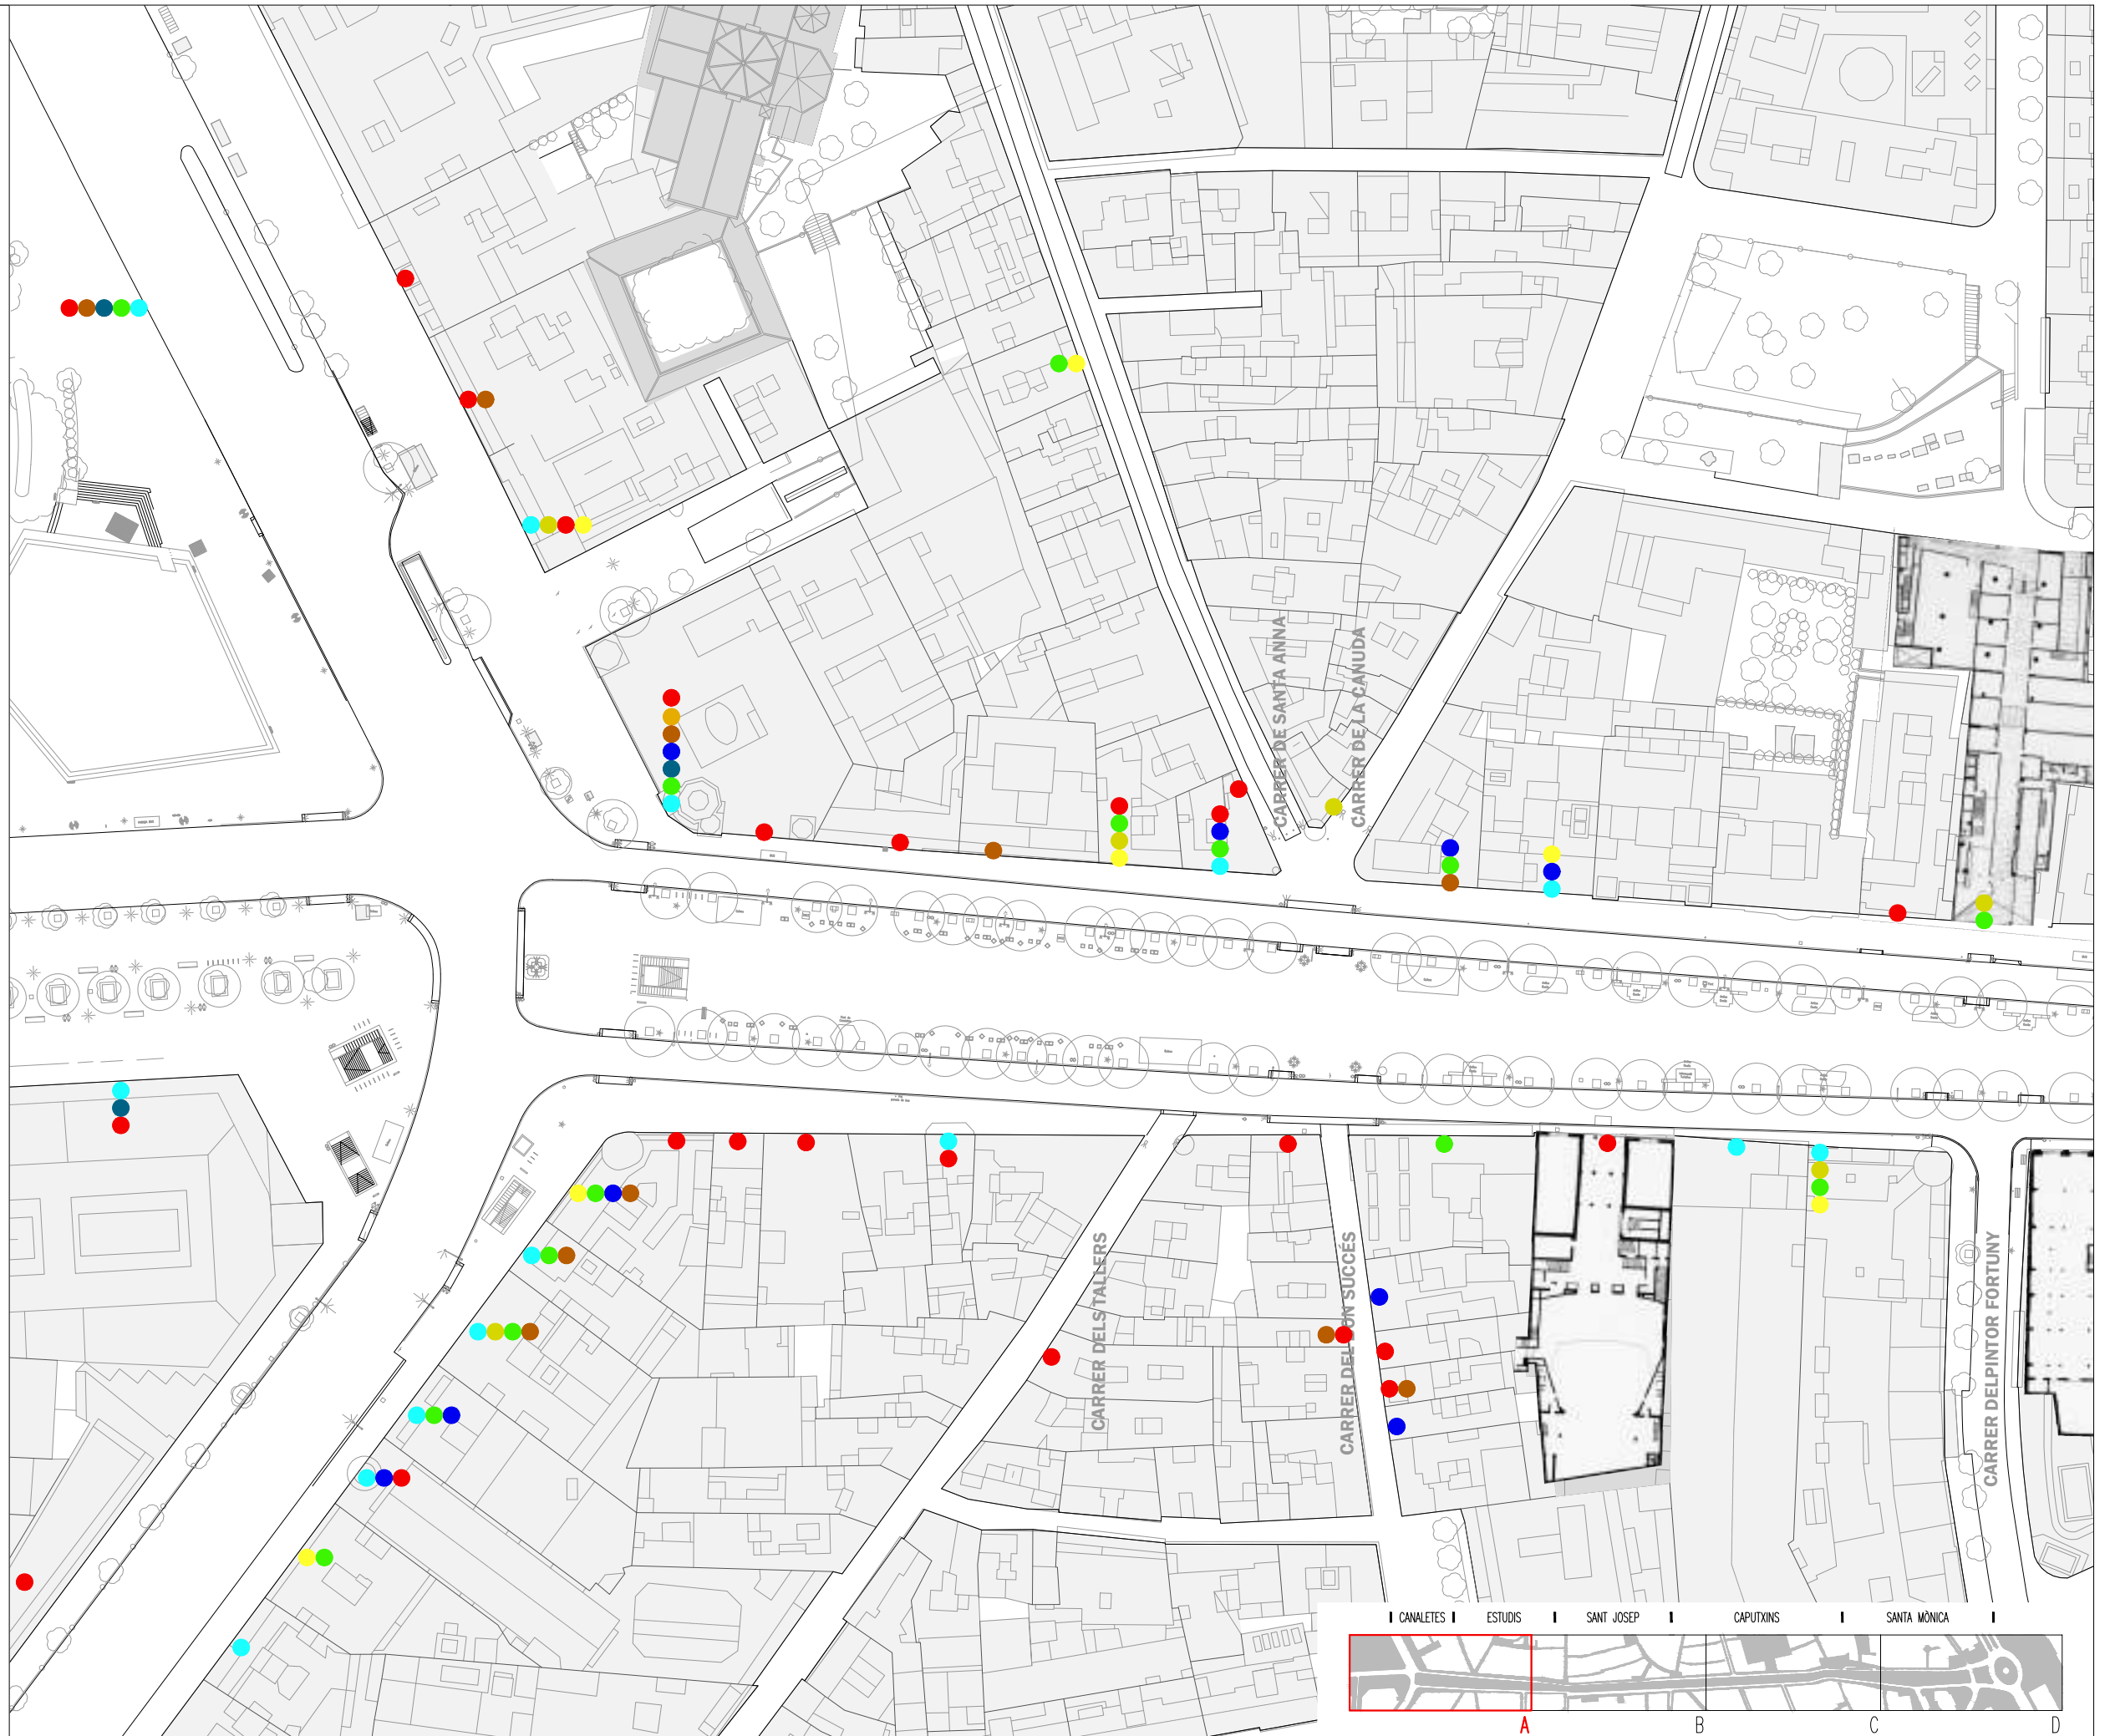 CARRER DE SANTA ANNA
CARRER DE LA CANUDA
CARRER DELS TALLERS
CARRER DEL BON SUCCÉS
CARRER DELPINTOR FORTUNY
CANALETES
ESTUDIS
SANT JOSEP
CAPUTXINS
SANTA MÒNICA
A
B
C
D